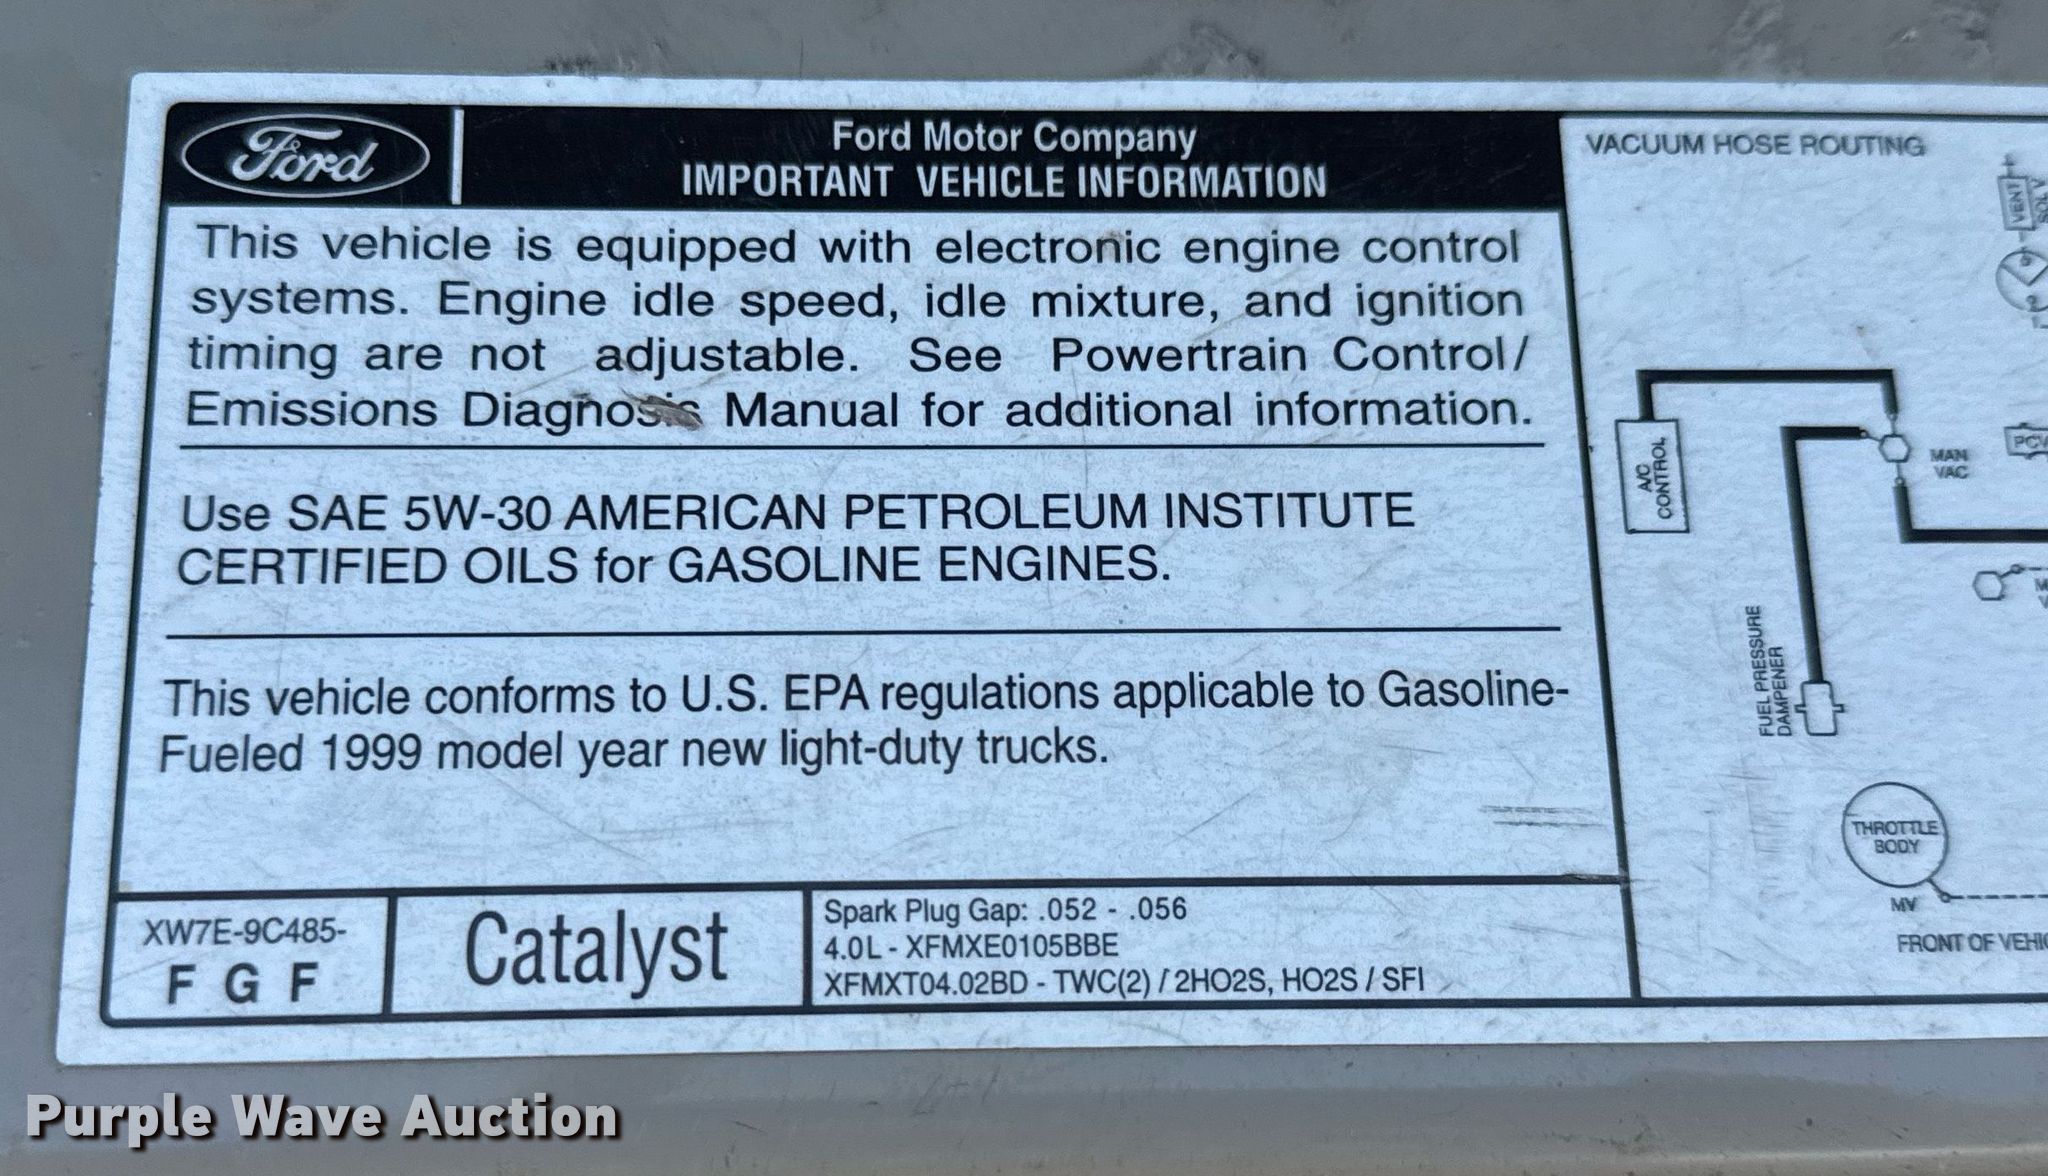 Ford
Ford Motor Company
IMPORTANT VEHICLE INFORMATION
This vehicle is equipped with electronic engine control
systems. Engine idle speed, idle mixture, and ignition
timing are not adjustable. See Powertrain Control/
Emissions Diagnosis Manual for additional information.
Use SAE 5W-30 AMERICAN PETROLEUM INSTITUTE
CERTIFIED OILS for GASOLINE ENGINES.
This vehicle conforms to U.S. EPA regulations applicable to Gasoline-
Fueled 1999 model year new light-duty trucks.
XW7E-9C485-
F G F
Catalyst
Spark Plug Gap: .052 - .056
4.0L - XFMXE0105BBE
XFMXT04.02BD - TWC(2) / 2HO2S, HO2S / SFI
VACUUM HOSE ROUTING
VENT
SOLV
A/C
CONTROL
MAN
VAC
PCV
FUEL PRESSURE
DAMPENER
THROTTLE
BODY
MV
FRONT OF VEHIC
Purple Wave Auction